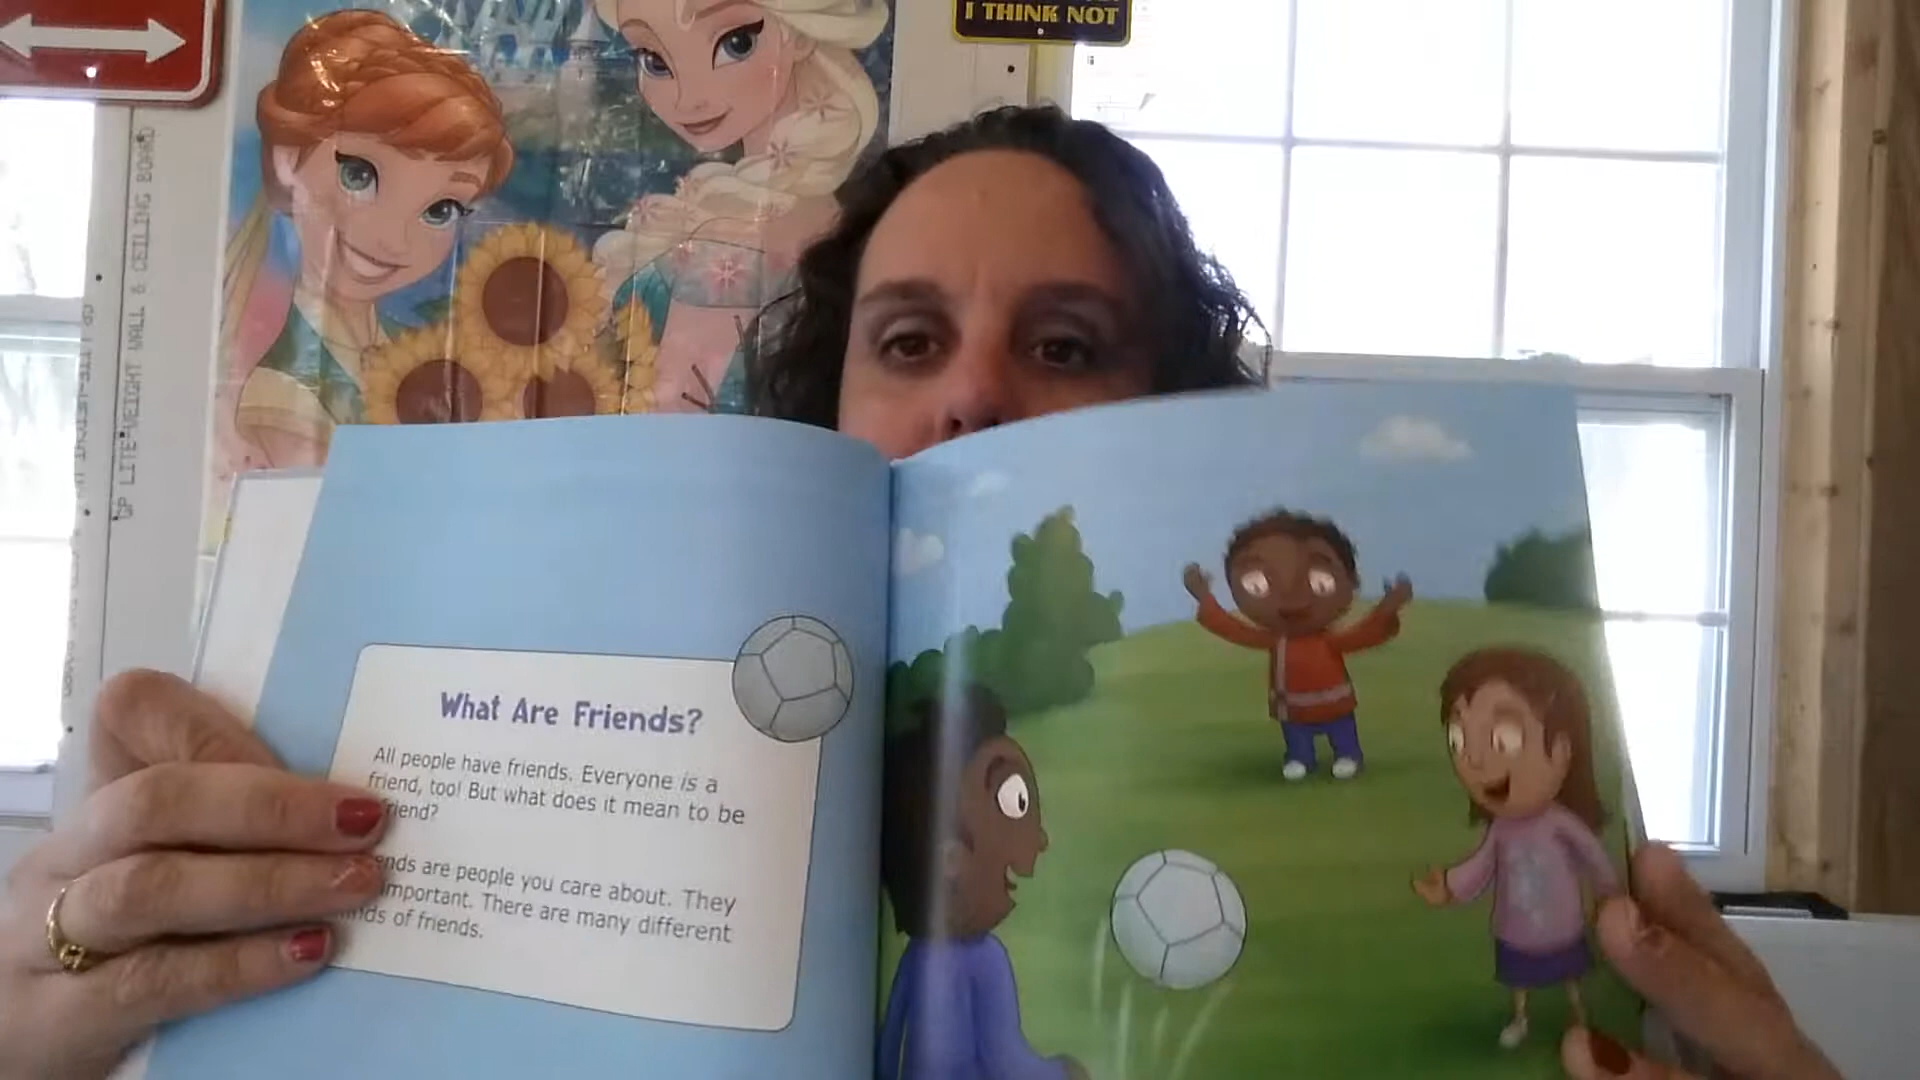 I THINK NOT
GP LITE-WEIGHT WALL & CEILING BOARD
What Are Friends?
All people have friends. Everyone is a
friend, too! But what does it mean to be
friend?
are people you care about. They
important. There are many different
of friends.